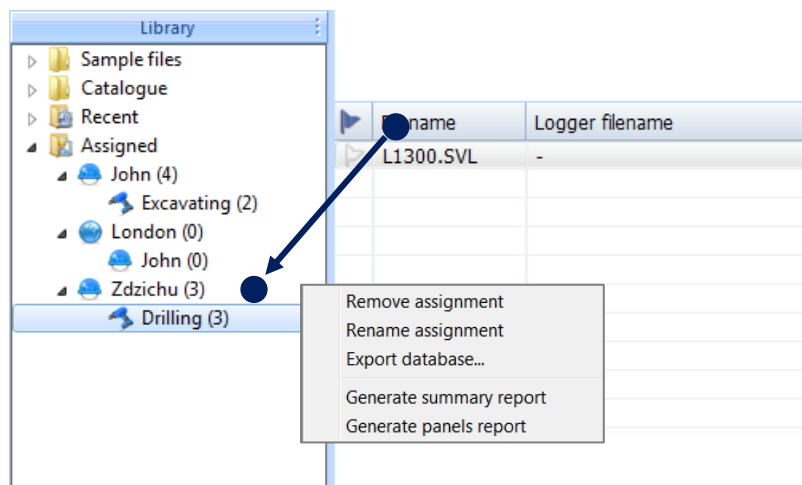 Library
Sample files
Catalogue
Recent
Assigned
John (4)
Excavating (2)
London (0)
John (0)
Zdzichu (3)
Drilling (3)
name Logger filename
L1300.SVL -
Remove assignment
Rename assignment
Export database...
Generate summary report
Generate panels report